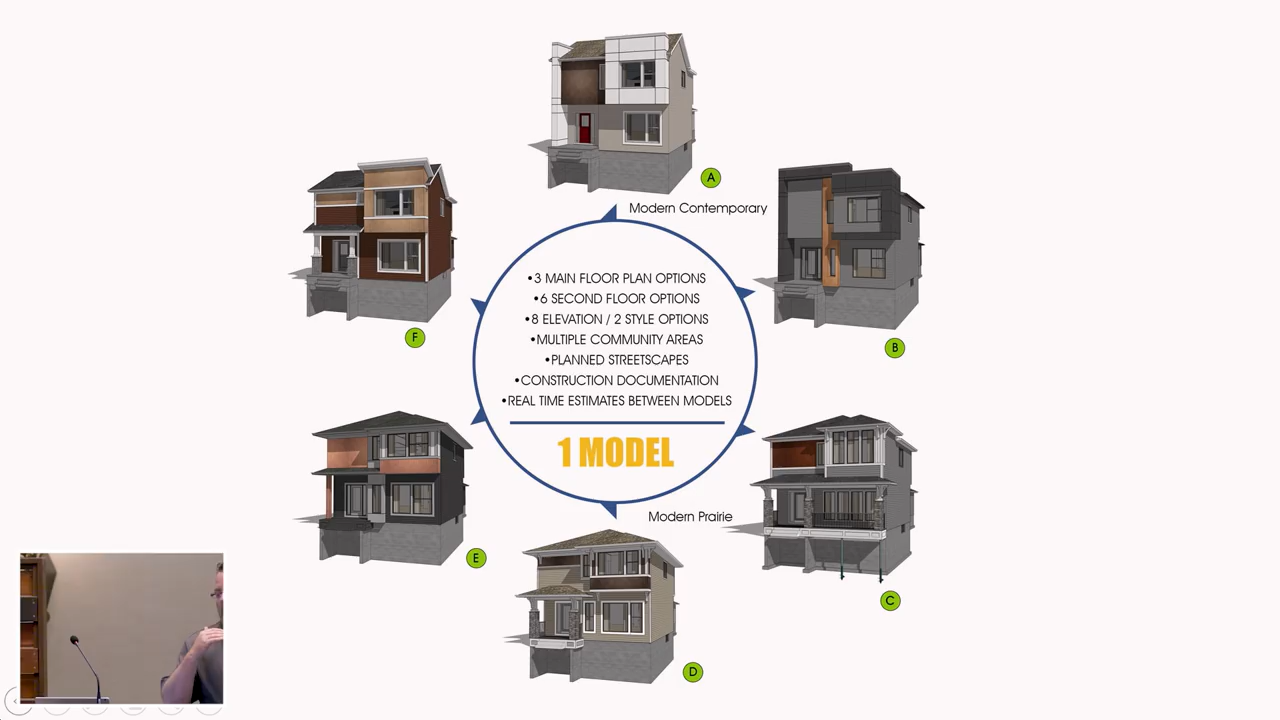 A
Modern Contemporary
F
B
•3 MAIN FLOOR PLAN OPTIONS
•6 SECOND FLOOR OPTIONS
•8 ELEVATION / 2 STYLE OPTIONS
•MULTIPLE COMMUNITY AREAS
•PLANNED STREETSCAPES
•CONSTRUCTION DOCUMENTATION
•REAL TIME ESTIMATES BETWEEN MODELS
1 MODEL
Modern Prairie
E
C
D